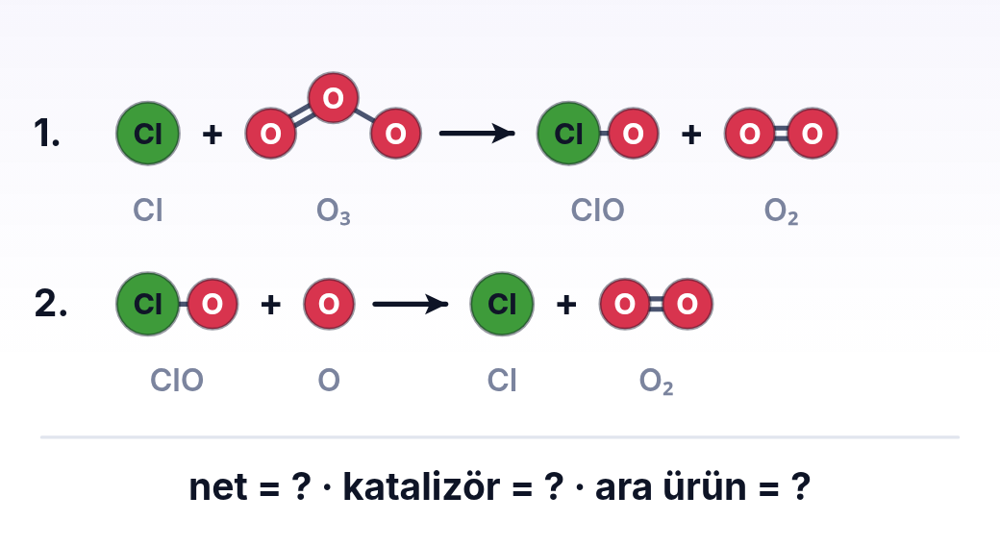 1. Cl + O O O → Cl O + O O
Cl O₃ ClO O₂
2. Cl O + O → Cl + O O
ClO O Cl O₂
net = ? · katalizör = ? · ara ürün = ?